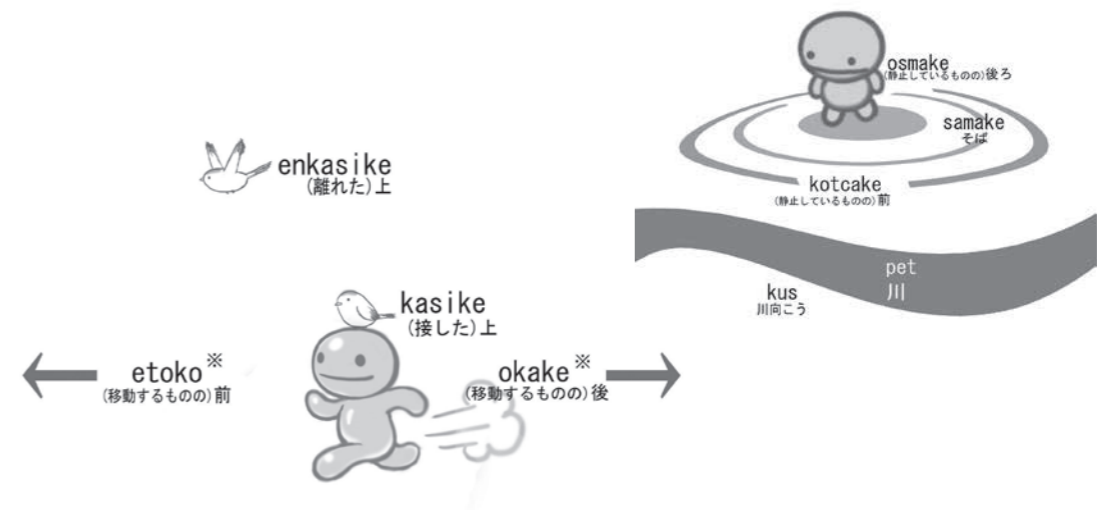 osmake
(静止しているものの)後ろ
samake
そば
kotcake
(静止しているものの)前
enkasike
(離れた)上
pet
川
kus
川向こう
kasike
(接した)上
etoko※
(移動するものの)前
okake※
(移動するものの)後